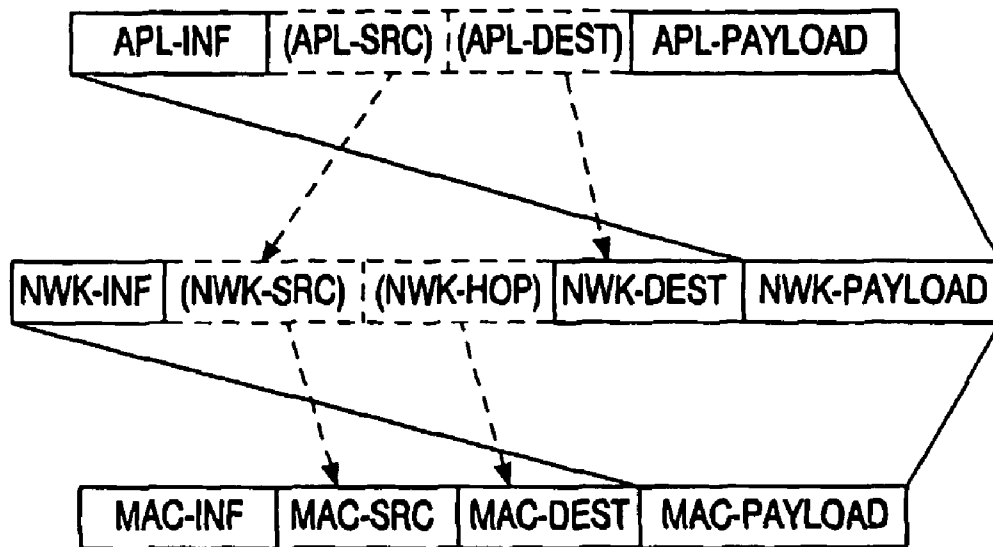 APL-INF (APL-SRC) (APL-DEST) APL-PAYLOAD
NWK-INF (NWK-SRC) (NWK-HOP) NWK-DEST NWK-PAYLOAD
MAC-INF MAC-SRC MAC-DEST MAC-PAYLOAD